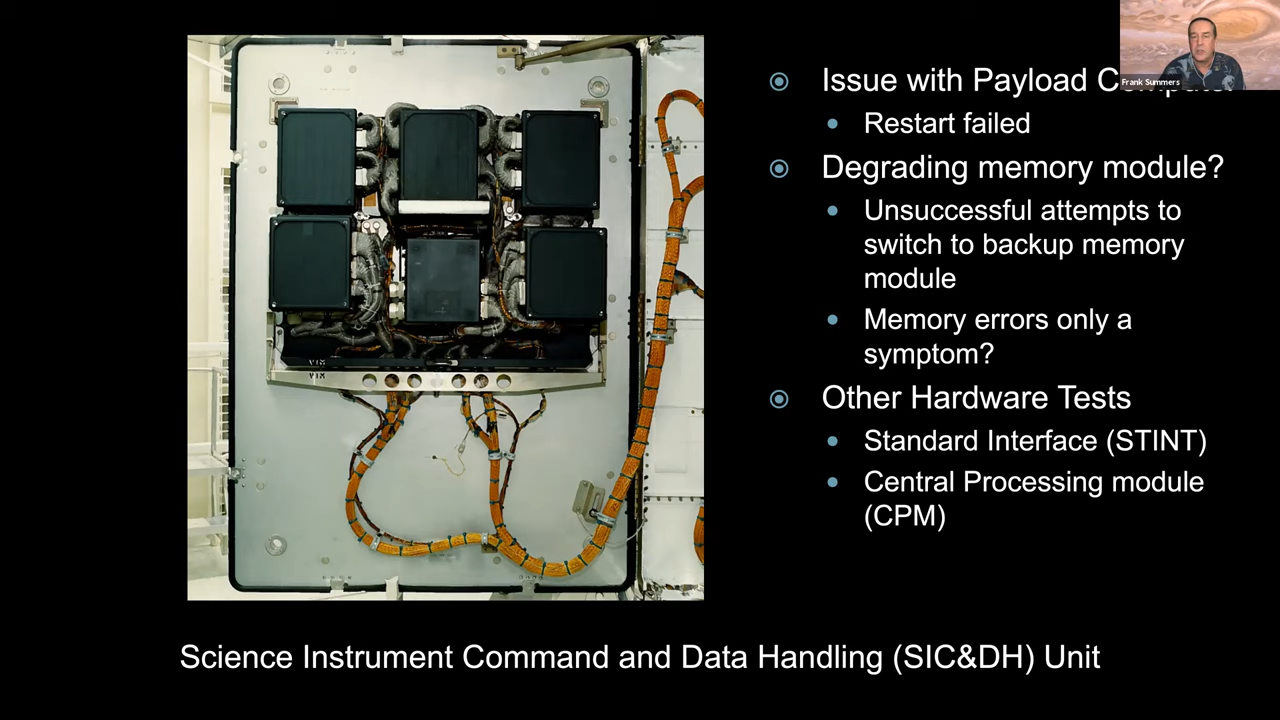 Frank Summers
Issue with Payload
Restart failed
Degrading memory module?
Unsuccessful attempts to
switch to backup memory
module
Memory errors only a
symptom?
Other Hardware Tests
Standard Interface (STINT)
Central Processing module
(CPM)
Science Instrument Command and Data Handling (SIC&DH) Unit